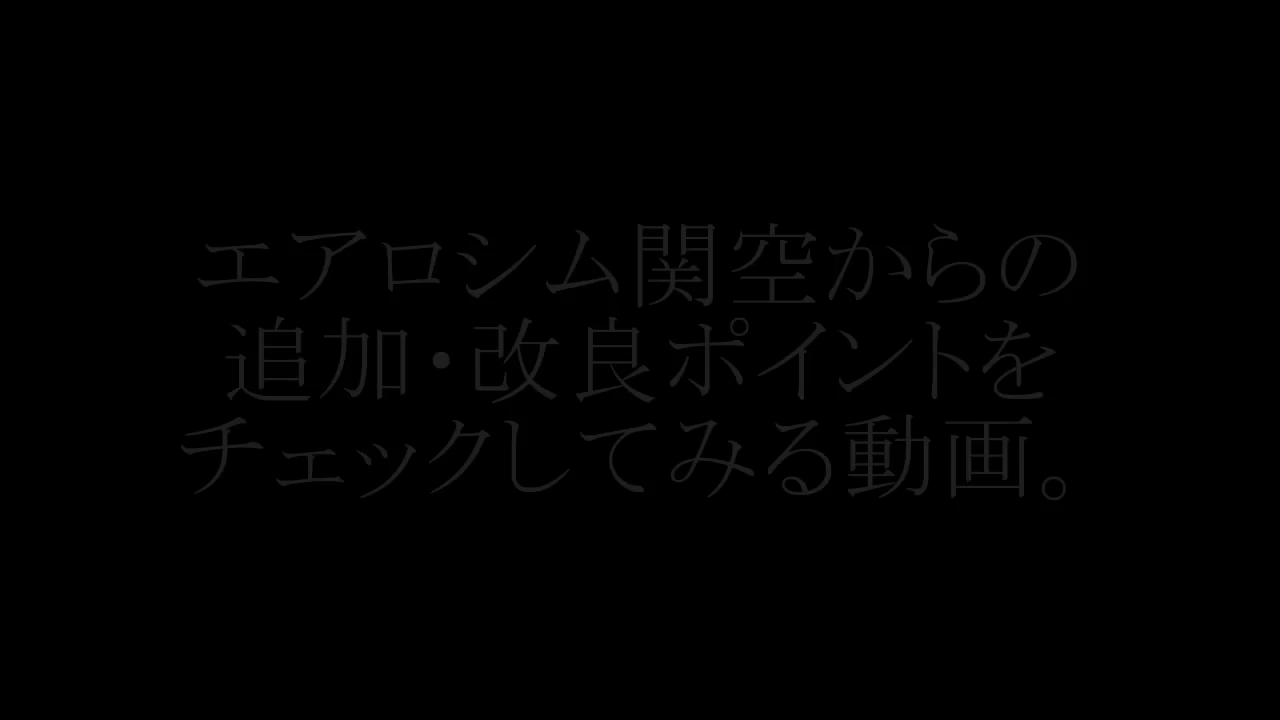 エアロシム関空からの
追加・改良ポイントを
チェックしてみる動画。